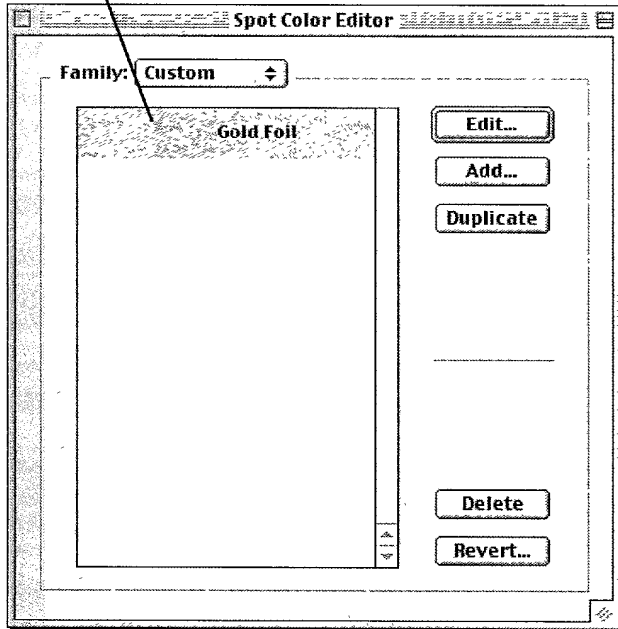 Spot Color Editor
Family: Custom
Gold Foil
Edit...
Add...
Duplicate
Delete
Revert...